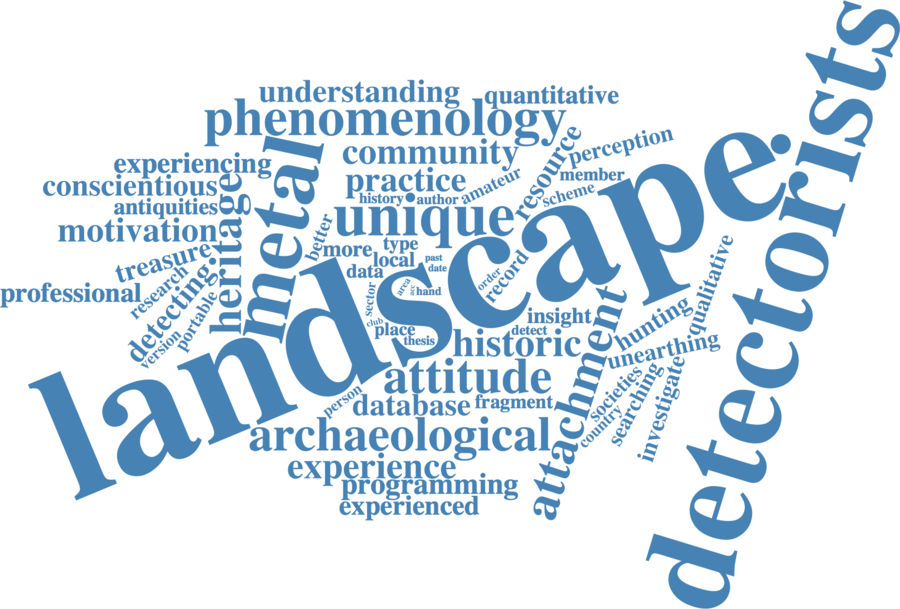 understanding
quantitative
phenomenology
community
perception
experiencing
resource
conscientious
practice
member
scheme
history
author
amateur
antiquities
metal
heritage
unique
motivation
better
more
type
treasure
local
past
date
data
research
detecting.
portable
version
professional
landscape.
detectorists
order
record
area
arc
hand
sector
club
place
thesis
insight
detect
historic
attachment
hunting
qualitative
unearthing
attitude
person
database
fragment
societies
country
searching
investigate
archaeological
experience
programming
experienced